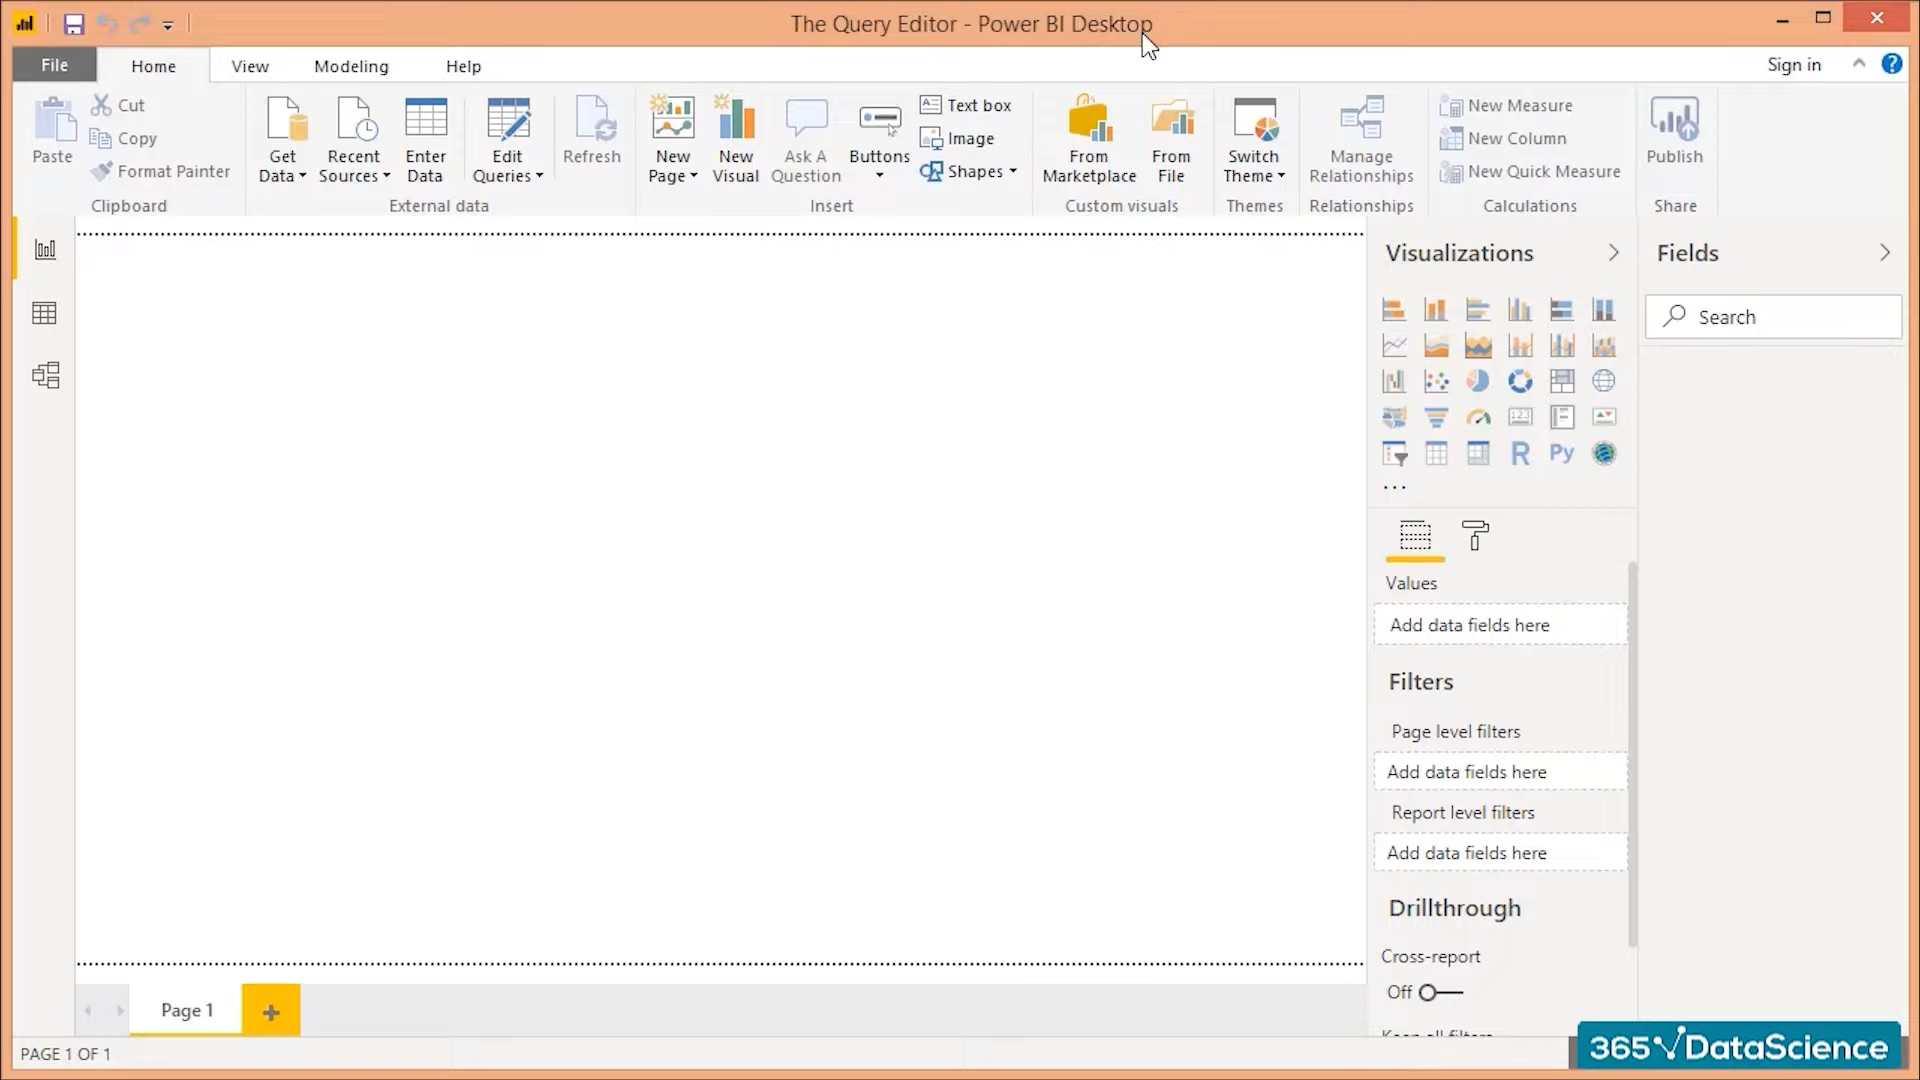 The Query Editor - Power BI Desktop
File
Home
View
Modeling
Help
Sign in
Paste
Cut
Copy
Format Painter
Clipboard
Get
Data
Recent
Sources
Enter
Data
Edit
Queries
Refresh
External data
New
Page
New
Visual
Ask A
Question
Buttons
Text box
Image
Shapes
Insert
From
Marketplace
From
File
Custom visuals
Switch
Theme
Themes
Manage
Relationships
Relationships
New Measure
New Column
New Quick Measure
Calculations
Publish
Share
Visualizations
Fields
Search
123
R
Py
Values
Add data fields here
Filters
Page level filters
Add data fields here
Report level filters
Add data fields here
Drillthrough
Cross-report
Off
Keep all filters
Page 1
PAGE 1 OF 1
365 DataScience